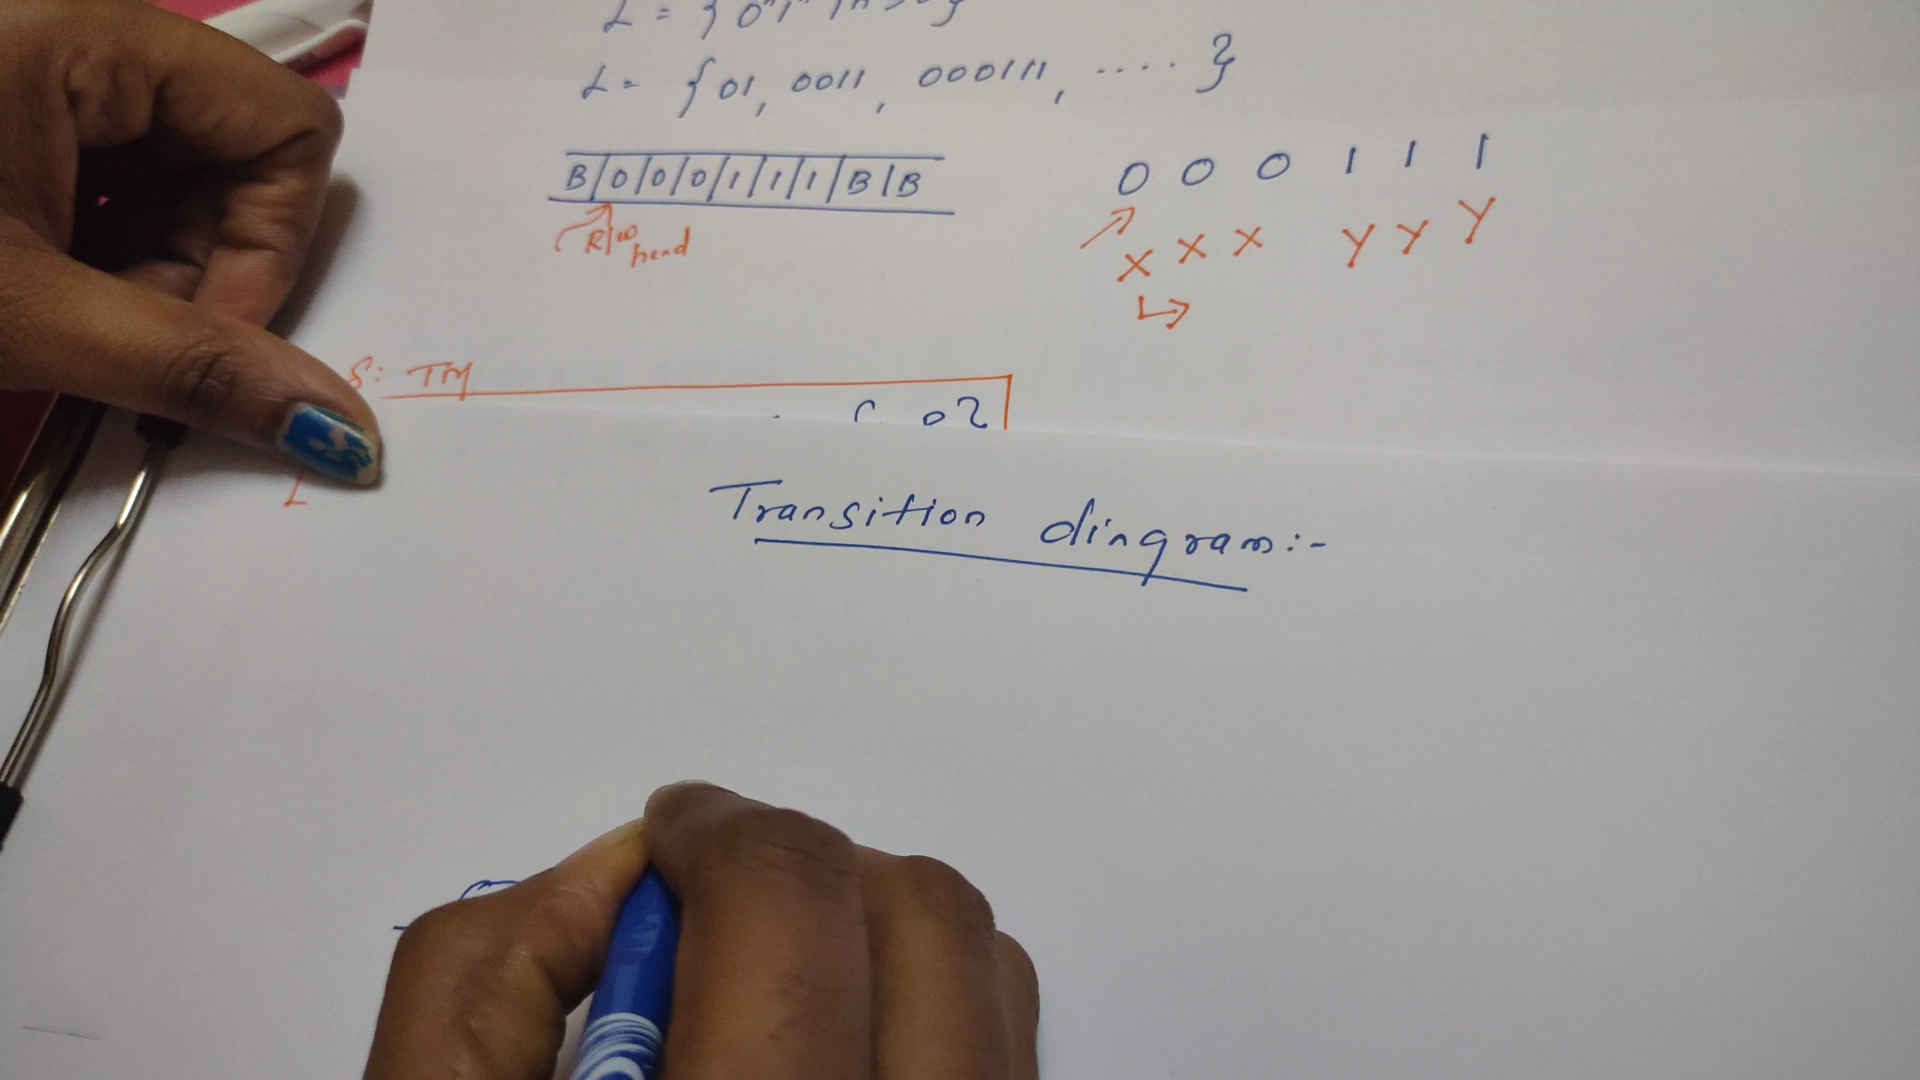 L = {0ⁿ1ⁿ
L = {01, 0011, 000111, ....}
B|0|0|0|1|1|1|B|B
R/w head
0 0 0 1 1 1
X X X Y Y Y
S: TM
Transition diagram:-